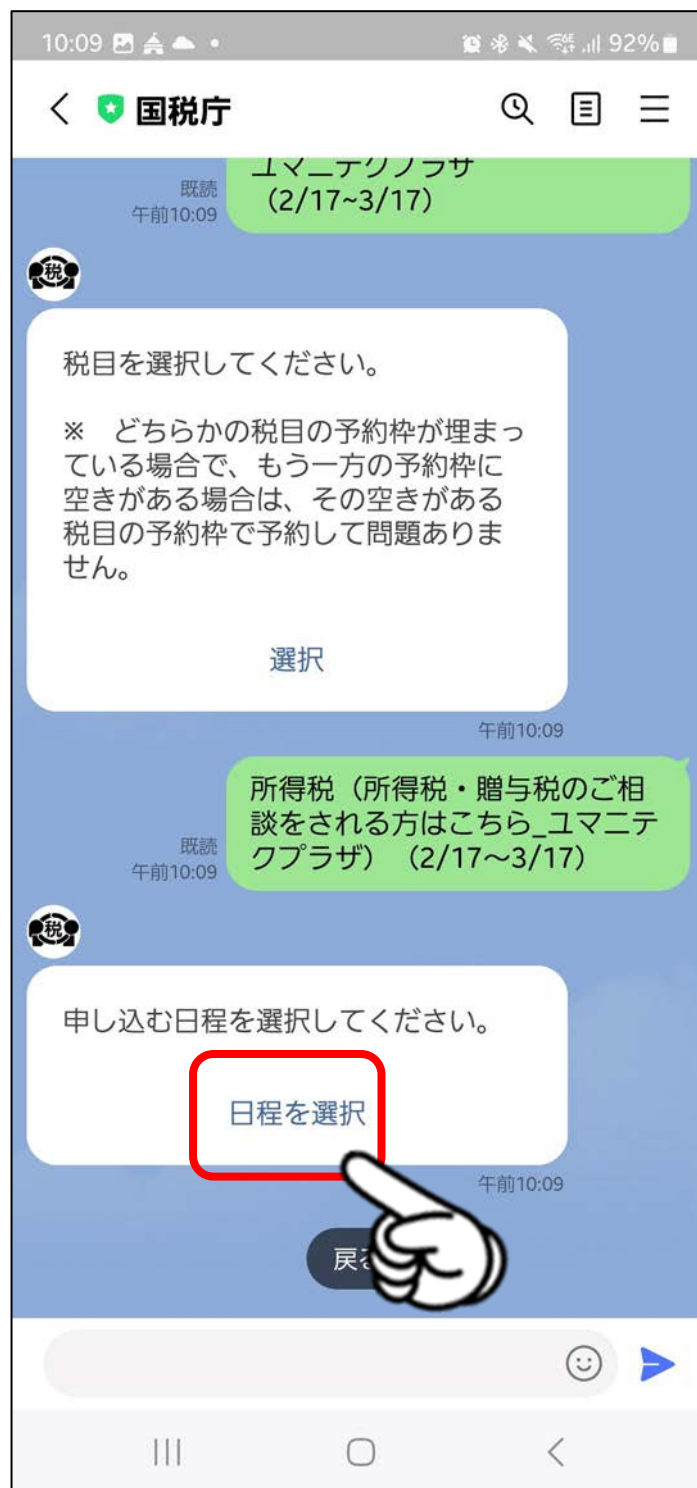 10:09
92%
国税庁
ユマニテクプラザ
（2/17~3/17）
既読
午前10:09
税
税目を選択してください。
※　どちらかの税目の予約枠が埋まっ
ている場合で、もう一方の予約枠に
空きがある場合は、その空きがある
税目の予約枠で予約して問題ありま
せん。
選択
午前10:09
所得税（所得税・贈与税のご相
談をされる方はこちら_ユマニテ
クプラザ）（2/17～3/17）
既読
午前10:09
税
申し込む日程を選択してください。
日程を選択
午前10:09
戻る